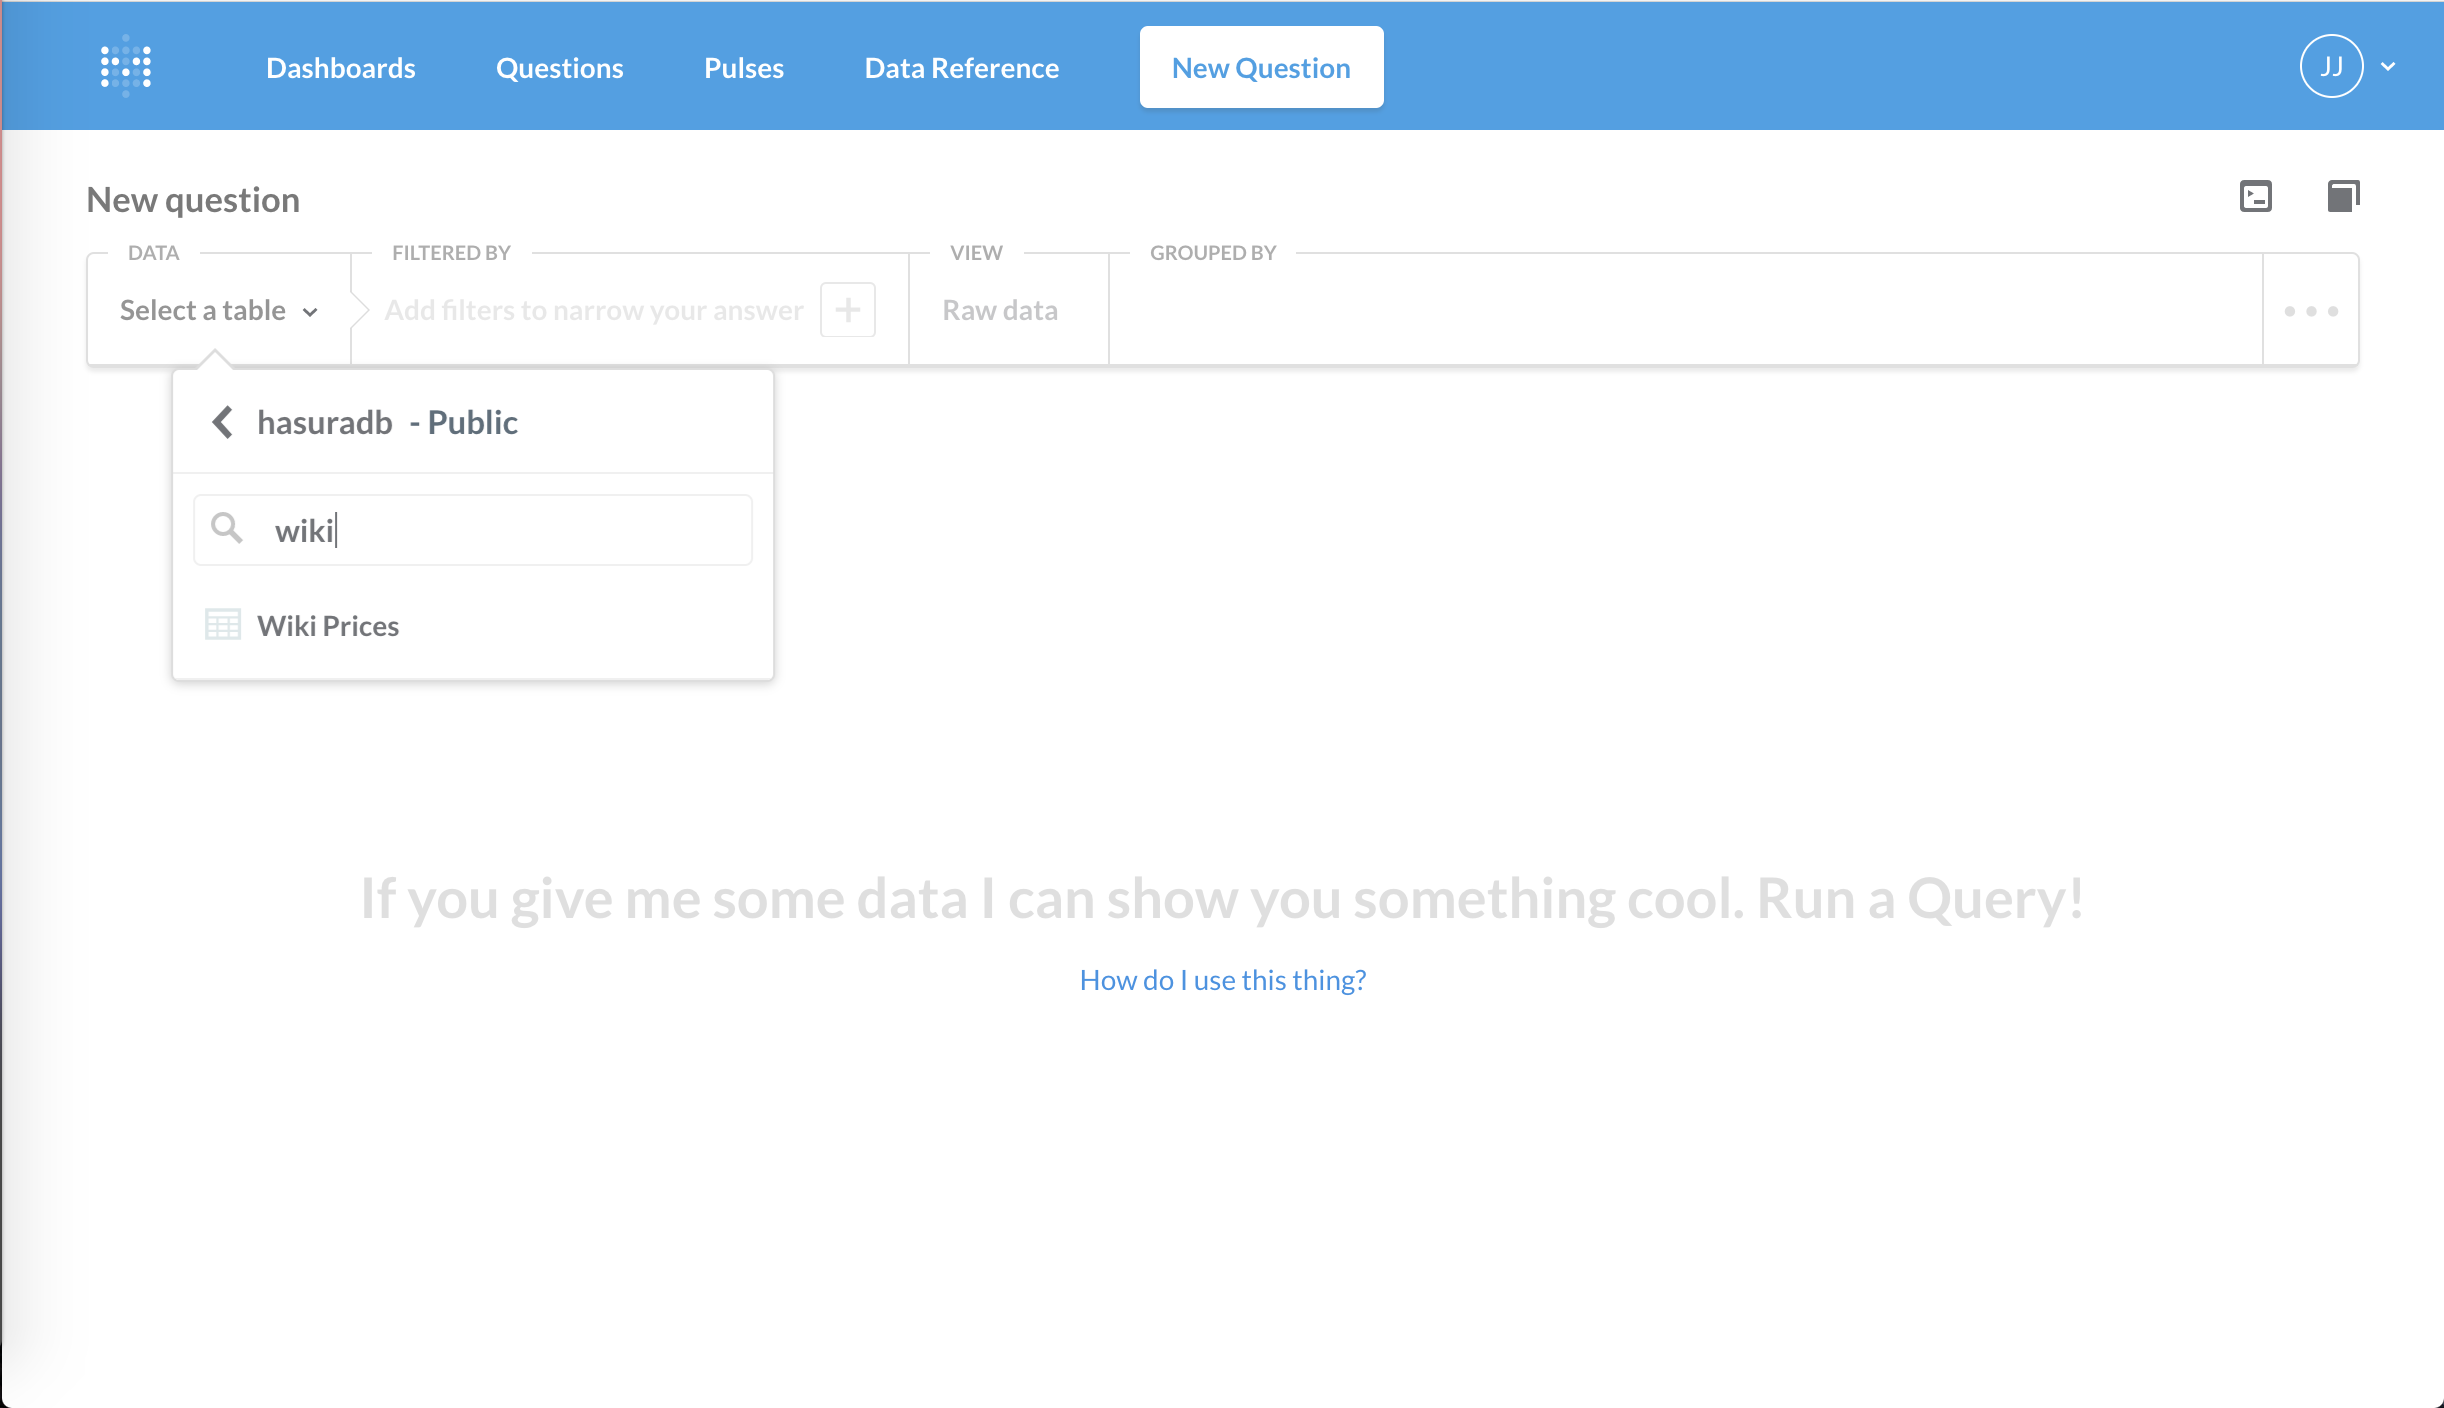 Dashboards
Questions
Pulses
Data Reference
New Question
JJ
New question
DATA
FILTERED BY
VIEW
GROUPED BY
Select a table
Add filters to narrow your answer
Raw data
hasuradb - Public
wiki
Wiki Prices
If you give me some data I can show you something cool. Run a Query!
How do I use this thing?